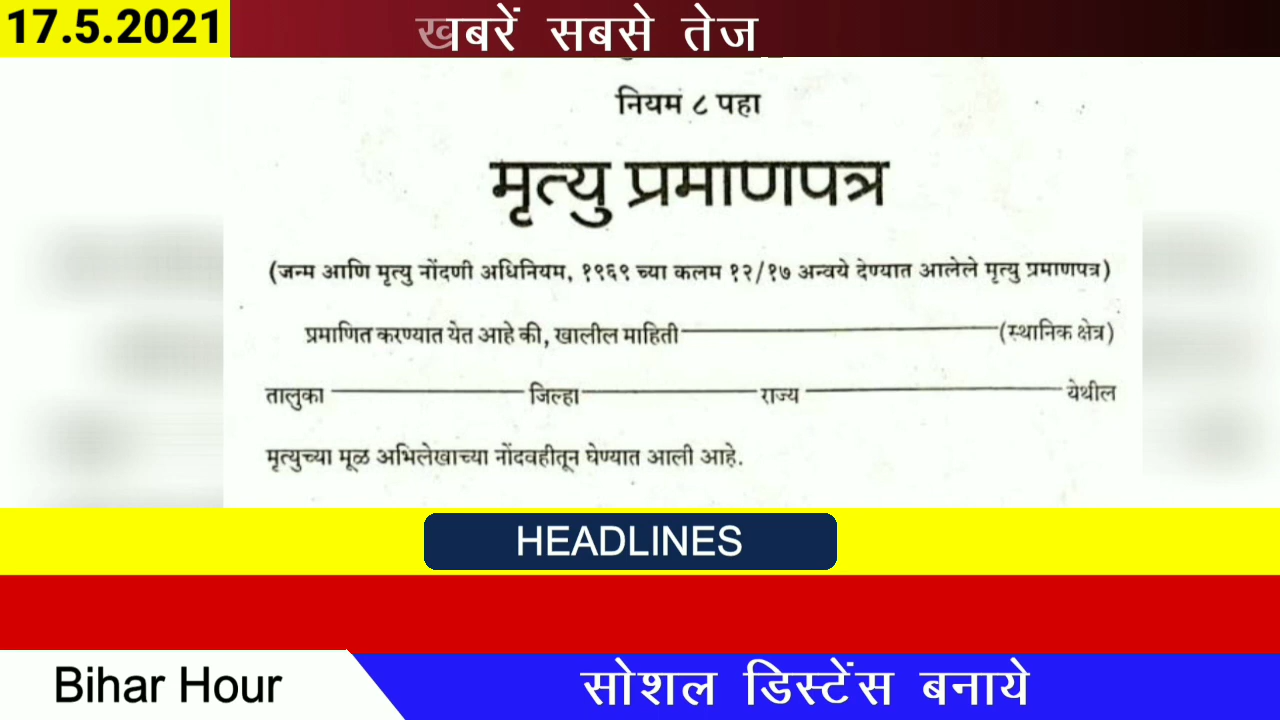 17.5.2021
खबरें सबसे तेज
नियम ८ पहा
मृत्यु प्रमाणपत्र
(जन्म आणि मृत्यु नोंदणी अधिनियम, १९६९ च्या कलम १२/१७ अन्वये देण्यात आलेले मृत्यु प्रमाणपत्र)
प्रमाणित करण्यात येत आहे की, खालील माहिती (स्थानिक क्षेत्र)
तालुका जिल्हा राज्य येथील
मृत्युच्या मूळ अभिलेखाच्या नोंदवहीतून घेण्यात आली आहे.
HEADLINES
Bihar Hour
सोशल डिस्टेंस बनाये